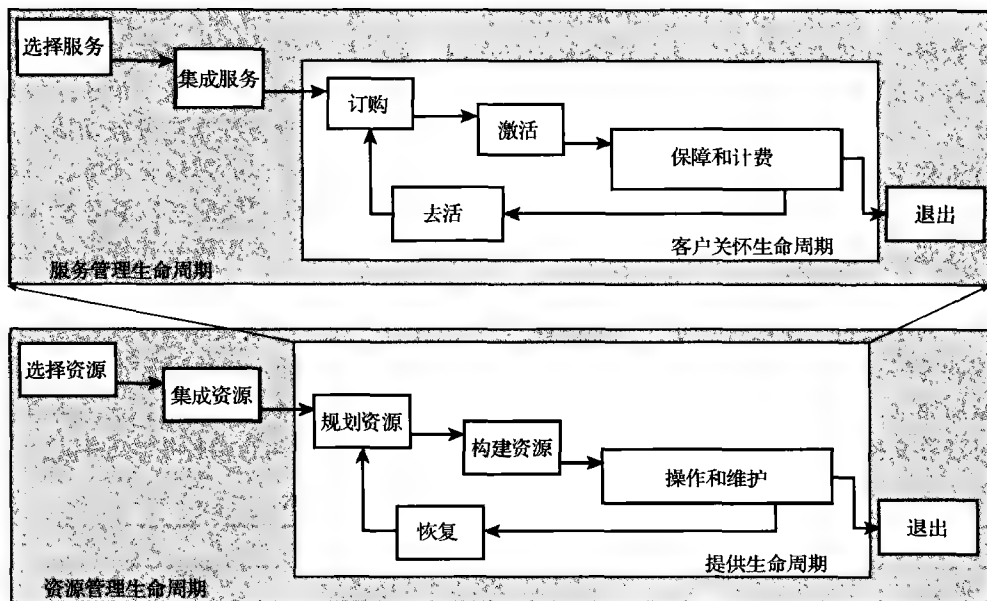 选择服务
集成服务
订购
激活
保障和计费
去活
退出
客户关怀生命周期
服务管理生命周期
选择资源
集成资源
规划资源
构建资源
操作和维护
恢复
退出
提供生命周期
资源管理生命周期